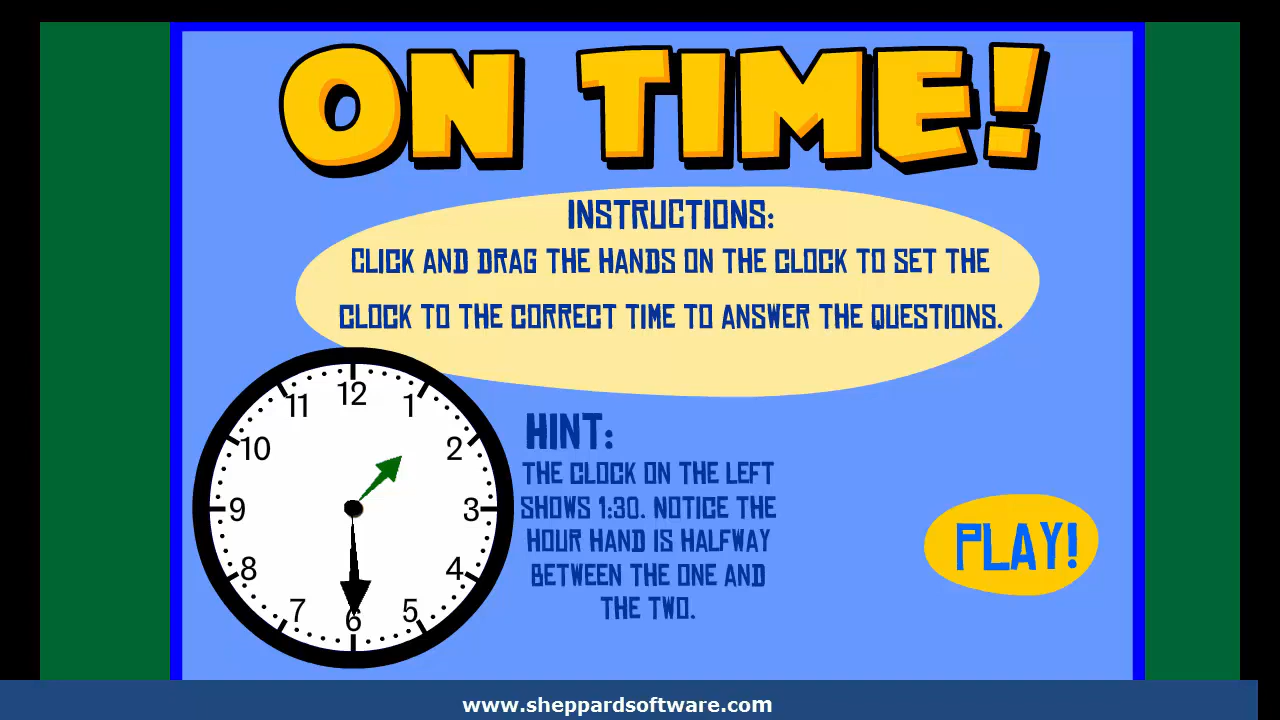 ON TIME!
INSTRUCTIONS:
CLICK AND DRAG THE HANDS ON THE CLOCK TO SET THE
CLOCK TO THE CORRECT TIME TO ANSWER THE QUESTIONS.
12
11 1
10 2
9 3
8 4
7 5
6
HINT:
THE CLOCK ON THE LEFT
SHOWS 1:30. NOTICE THE
HOUR HAND IS HALFWAY
BETWEEN THE ONE AND
THE TWO.
PLAY!
www.sheppardsoftware.com